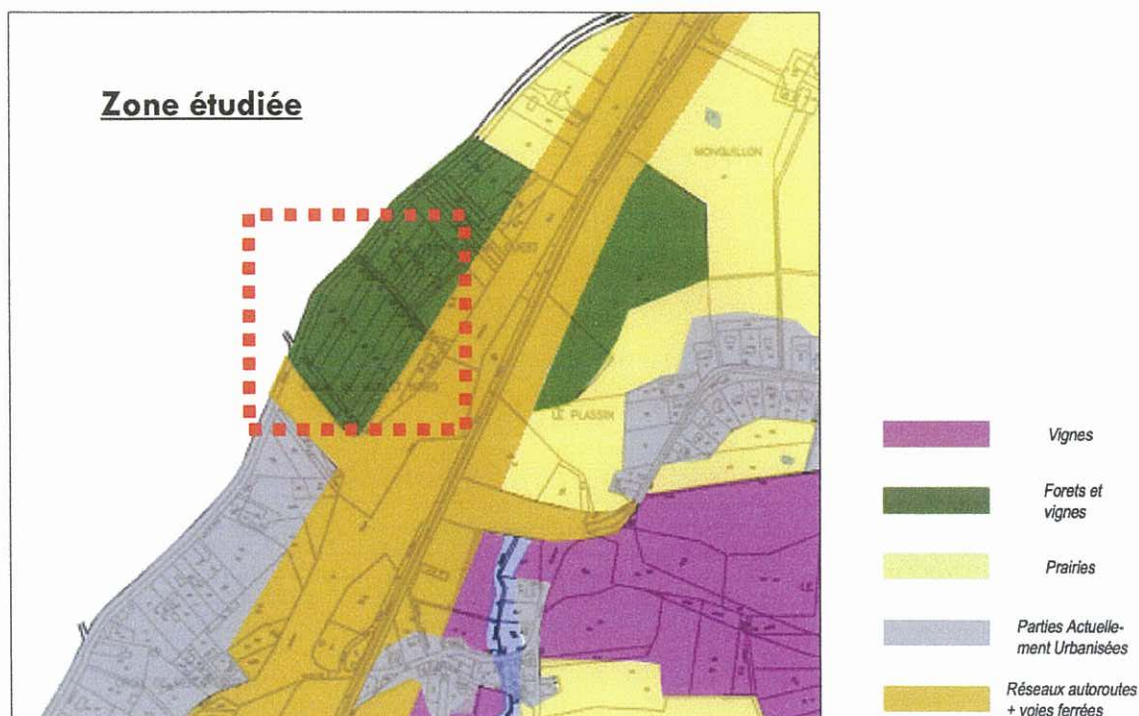 Zone étudiée
MONGUILLON
LE PLASSIN
Vignes
Forets et
vignes
Prairies
Parties Actuelle-
ment Urbanisées
Réseaux autoroutes
+ voies ferrées